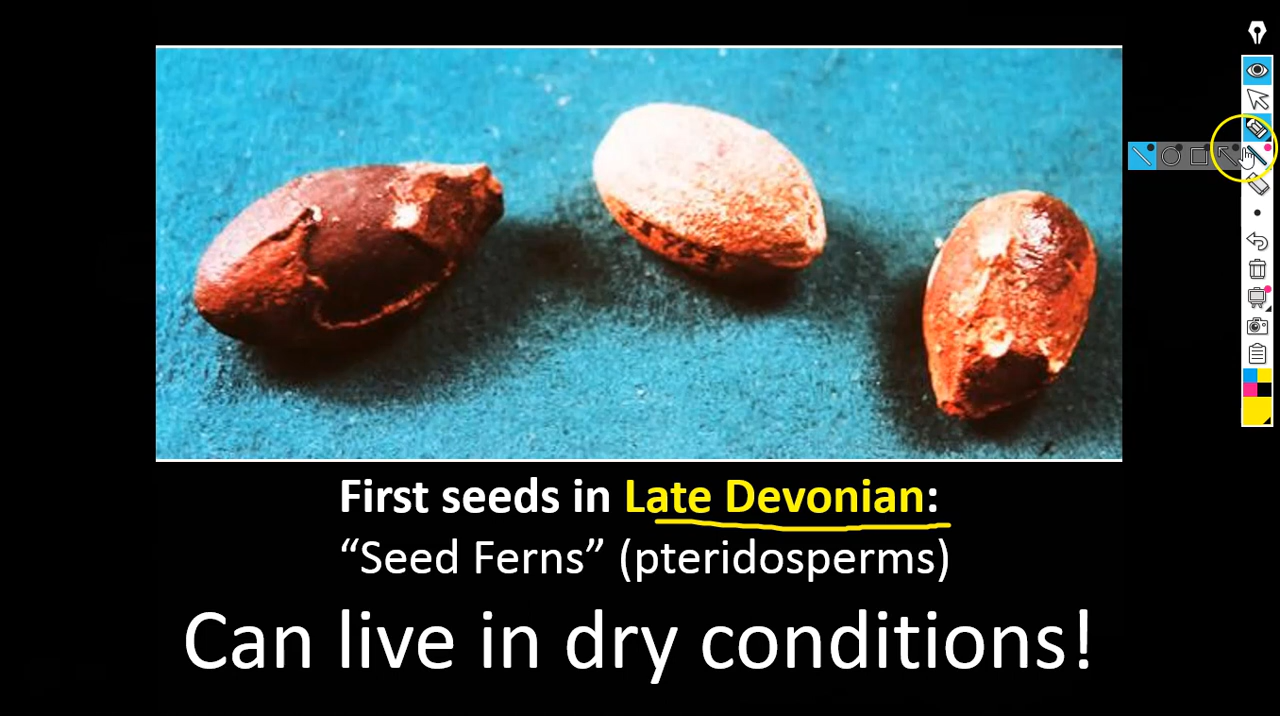 First seeds in Late Devonian:
“Seed Ferns” (pteridosperms)
Can live in dry conditions!